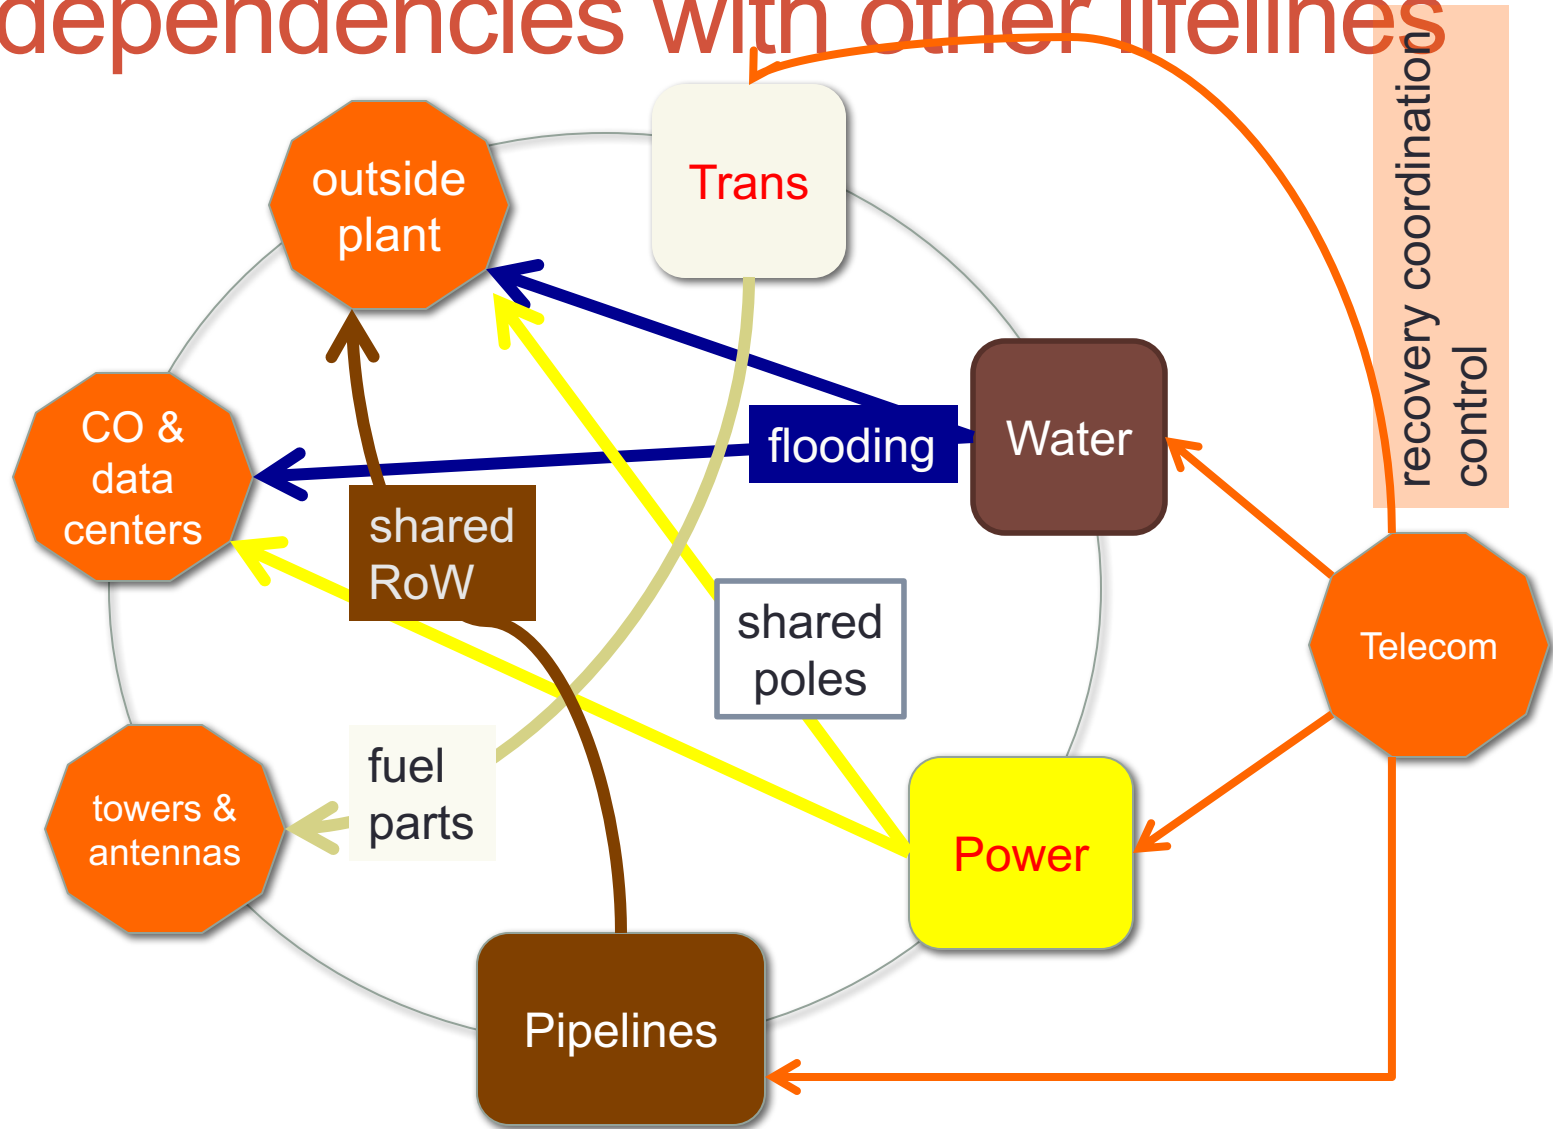 dependencies with other lifelines
outside
plant
Trans
recovery coordination
control
CO &
data
centers
flooding
Water
shared
RoW
shared
poles
Telecom
fuel
parts
towers &
antennas
Power
Pipelines